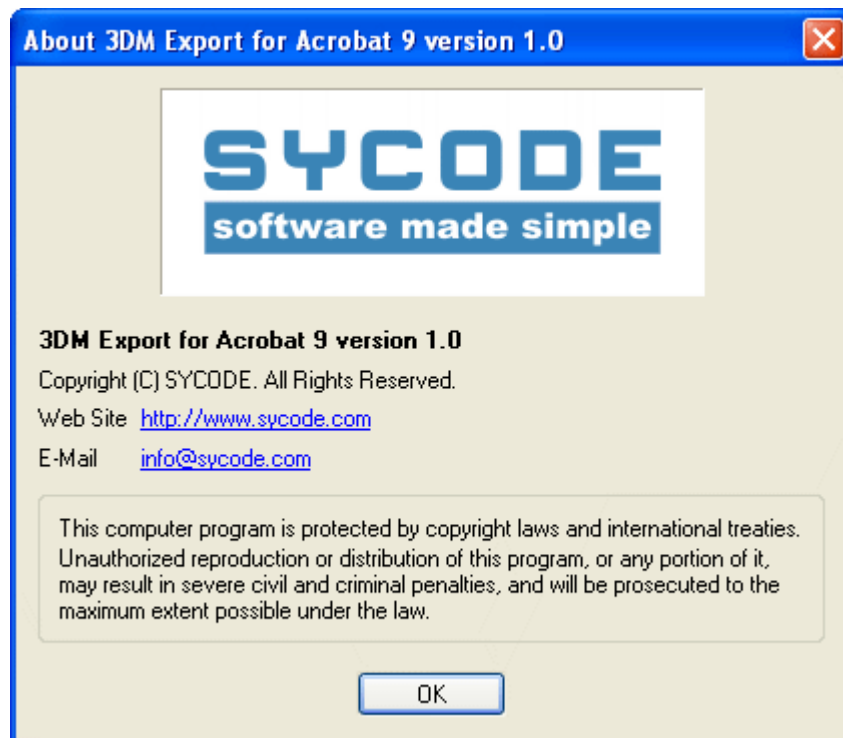 About 3DM Export for Acrobat 9 version 1.0
SYCODE
software made simple
3DM Export for Acrobat 9 version 1.0
Copyright (C) SYCODE. All Rights Reserved.
Web Site http://www.sycode.com
E-Mail info@sycode.com
This computer program is protected by copyright laws and international treaties.
Unauthorized reproduction or distribution of this program, or any portion of it,
may result in severe civil and criminal penalties, and will be prosecuted to the
maximum extent possible under the law.
OK